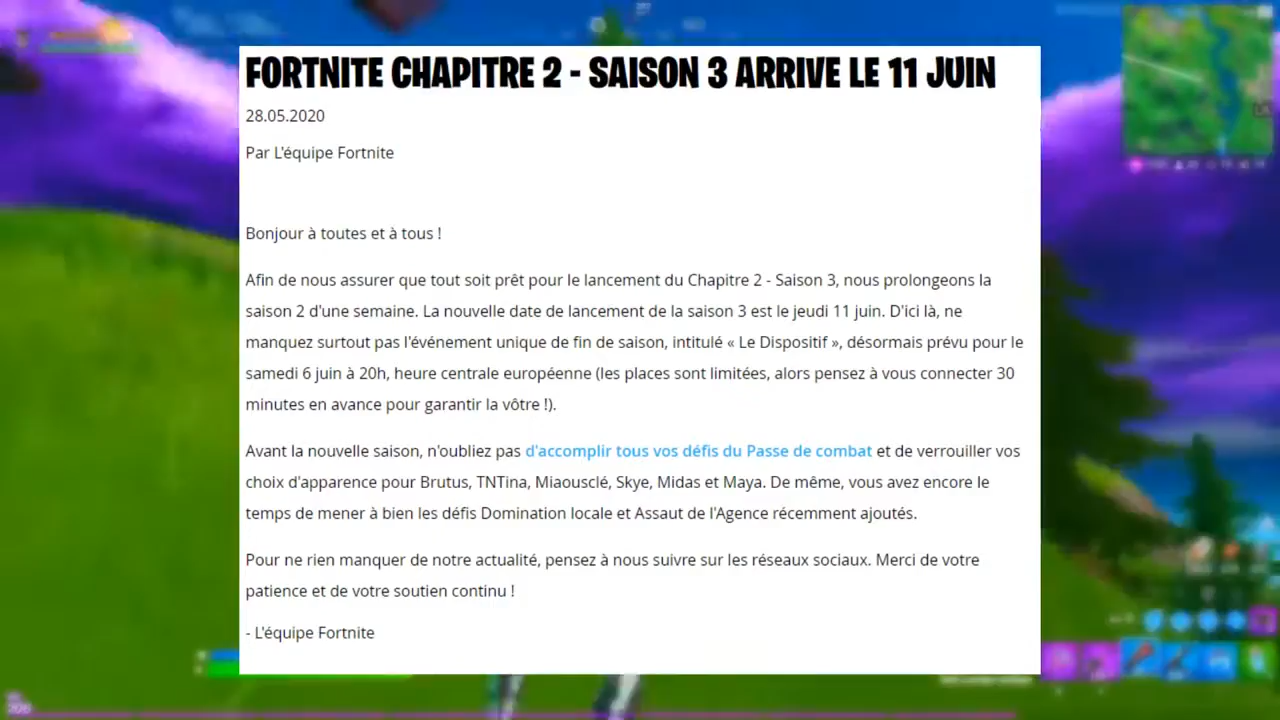 FORTNITE CHAPITRE 2 - SAISON 3 ARRIVE LE 11 JUIN
28.05.2020
Par L'équipe Fortnite
Bonjour à toutes et à tous !
Afin de nous assurer que tout soit prêt pour le lancement du Chapitre 2 - Saison 3, nous prolongeons la
saison 2 d'une semaine. La nouvelle date de lancement de la saison 3 est le jeudi 11 juin. D'ici là, ne
manquez surtout pas l'événement unique de fin de saison, intitulé « Le Dispositif », désormais prévu pour le
samedi 6 juin à 20h, heure centrale européenne (les places sont limitées, alors pensez à vous connecter 30
minutes en avance pour garantir la vôtre !).
Avant la nouvelle saison, n'oubliez pas d'accomplir tous vos défis du Passe de combat et de verrouiller vos
choix d'apparence pour Brutus, TNTina, Miaousclé, Skye, Midas et Maya. De même, vous avez encore le
temps de mener à bien les défis Domination locale et Assaut de l'Agence récemment ajoutés.
Pour ne rien manquer de notre actualité, pensez à nous suivre sur les réseaux sociaux. Merci de votre
patience et de votre soutien continu !
- L'équipe Fortnite